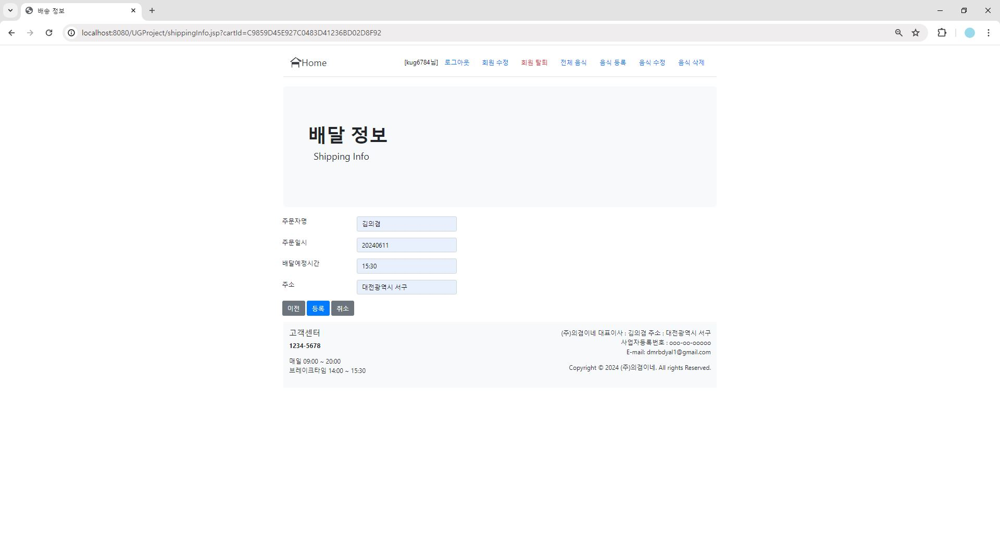 배송 정보
localhost:8080/UGProject/shippingInfo.jsp?cartId=C9859D45E927C0483D41236BD02D8F92
Home [kug6784님] 로그아웃 회원 수정 회원 탈퇴 전체 음식 음식 등록 음식 수정 음식 삭제
배달 정보
Shipping Info
주문자명 김의겸
주문일시 20240611
배달예정시간 15:30
주소 대전광역시 서구
이전 등록 취소
고객센터
1234-5678
매일 09:00 ~ 20:00
브레이크타임 14:00 ~ 15:30
(주)의겸이네 대표이사 : 김의겸 주소 : 대전광역시 서구
사업자등록번호 : ooo-oo-ooooo
E-mail: dmrbdyal1@gmail.com
Copyright © 2024 (주)의겸이네. All rights Reserved.